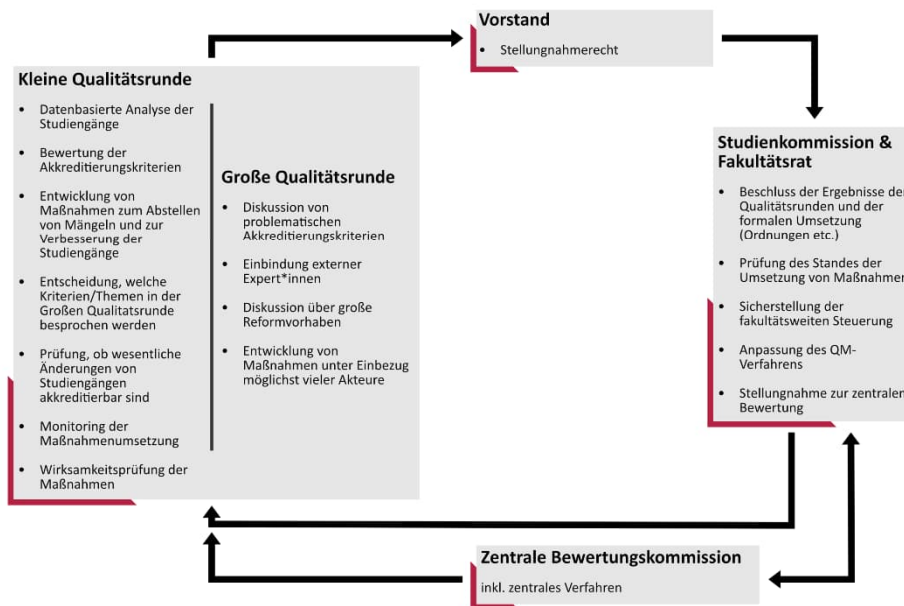 Vorstand
• Stellungnahmerecht
Kleine Qualitätsrunde
• Datenbasierte Analyse der
Studiengänge
• Bewertung der
Akkreditierungskriterien
• Entwicklung von
Maßnahmen zum Abstellen
von Mängeln und zur
Verbesserung der
Studiengänge
• Entscheidung, welche
Kriterien/Themen in der
Großen Qualitatsrunde
besprochen werden
• Prüfung, ob wesentliche
Änderungen von
Studiengängen
akkreditierbar sind
• Monitoring der
Maßnahmenumsetzung
• Wirksamkeitsprüfung der
Maßnahmen
Große Qualitätsrunde
• Diskussion von
problematischen
Akkreditierungskriterien
• Einbindung externer
Expert*innen
• Diskussion über große
Reformvorhaben
• Entwicklung von
Maßnahmen unter Einbezug
möglichst vieler Akteure
Studienkommission &
Fakultätsrat
• Beschluss der Ergebnisse der
Qualitätsrunden und der
formalen Umsetzung
(Ordnungen etc.)
• Prüfung des Standes der
Umsetzung von Maßnahmen
• Sicherstellung der
fakultätsweiten Steuerung
• Anpassung des QM-
Verfahrens
• Stellungnahme zur zentralen
Bewertung
Zentrale Bewertungskommission
inkl. zentrales Verfahren